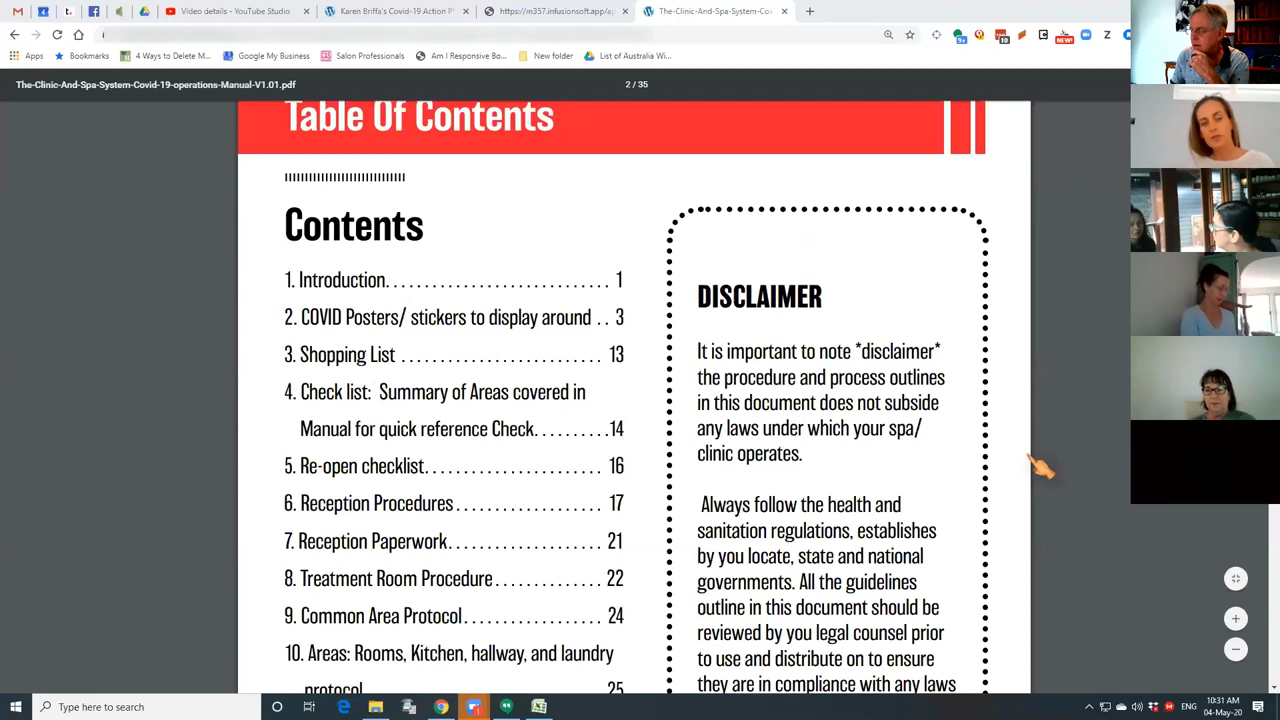 Video details - YouTube Studio
Karen Briffa's Covid-19 Action P
https://m357.infusionsoft.app/ap
The-Clinic-And-Spa-System-Cov
Apps
Bookmarks
4 Ways to Delete M...
Google My Business
Salon Professionals
Am I Responsive Bo...
New folder
List of Australia Wi...
9+
10
NEW!
Z
The-Clinic-And-Spa-System-Covid-19-operations-Manual-V1.01.pdf
2 / 35
Table Of Contents
Contents
1. Introduction. 1
2. COVID Posters/ stickers to display around . . 3
3. Shopping List 13
4. Check list: Summary of Areas covered in
Manual for quick reference Check. 14
5. Re-open checklist. 16
6. Reception Procedures 17
7. Reception Paperwork. 21
8. Treatment Room Procedure 22
9. Common Area Protocol 24
10. Areas: Rooms, Kitchen, hallway, and laundry
protocol 25
DISCLAIMER
It is important to note *disclaimer*
the procedure and process outlines
in this document does not subside
any laws under which your spa/
clinic operates.
Always follow the health and
sanitation regulations, establishes
by you locate, state and national
governments. All the guidelines
outline in this document should be
reviewed by you legal counsel prior
to use and distribute on to ensure
they are in compliance with any laws
Type here to search
10:31 AM
04-May-20